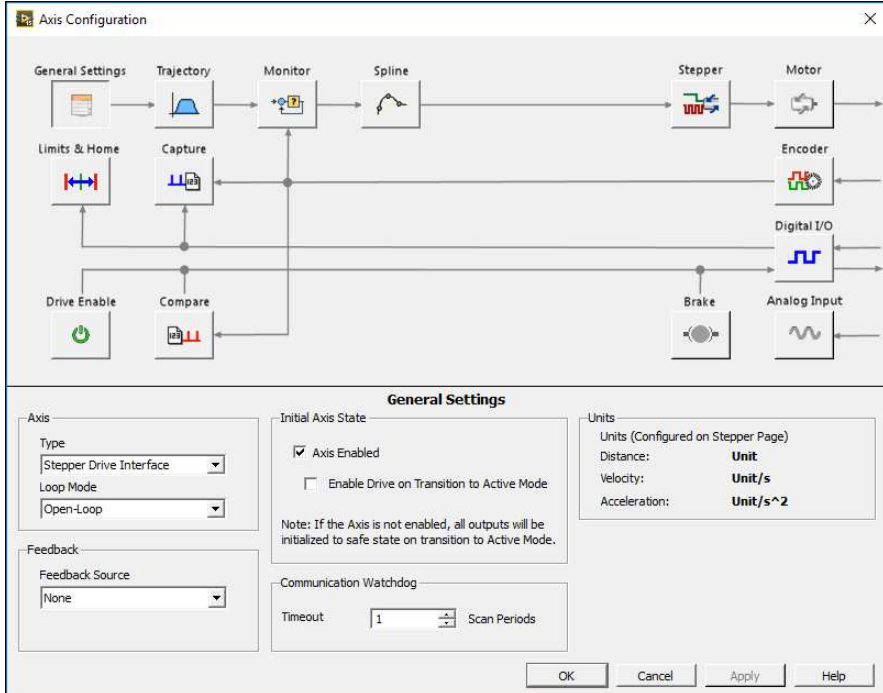 Axis Configuration
General Settings
Trajectory
Monitor
Spline
Stepper
Motor
Limits & Home
Capture
Encoder
Digital I/O
Drive Enable
Compare
Brake
Analog Input
General Settings
Axis
Type
Stepper Drive Interface
Loop Mode
Open-Loop
Feedback
Feedback Source
None
Initial Axis State
Axis Enabled
Enable Drive on Transition to Active Mode
Note: If the Axis is not enabled, all outputs will be
initialized to safe state on transition to Active Mode.
Communication Watchdog
Timeout 1 Scan Periods
Units
Units (Configured on Stepper Page)
Distance: Unit
Velocity: Unit/s
Acceleration: Unit/s^2
OK
Cancel
Apply
Help